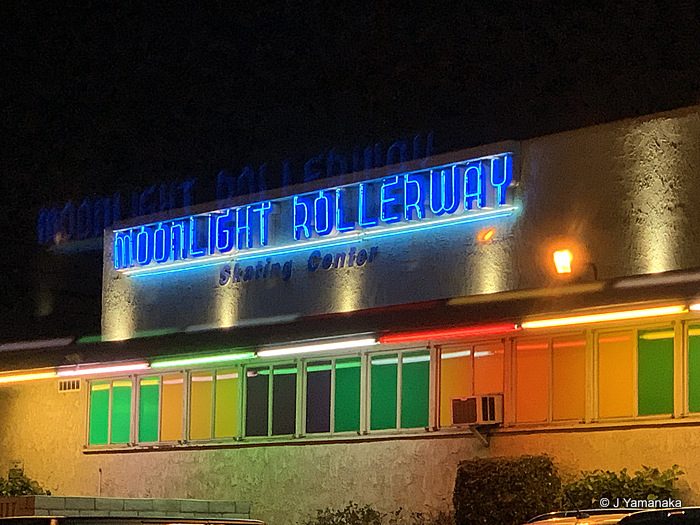 MOONLIGHT ROLLERWAY
Skating Center
© J Yamanaka